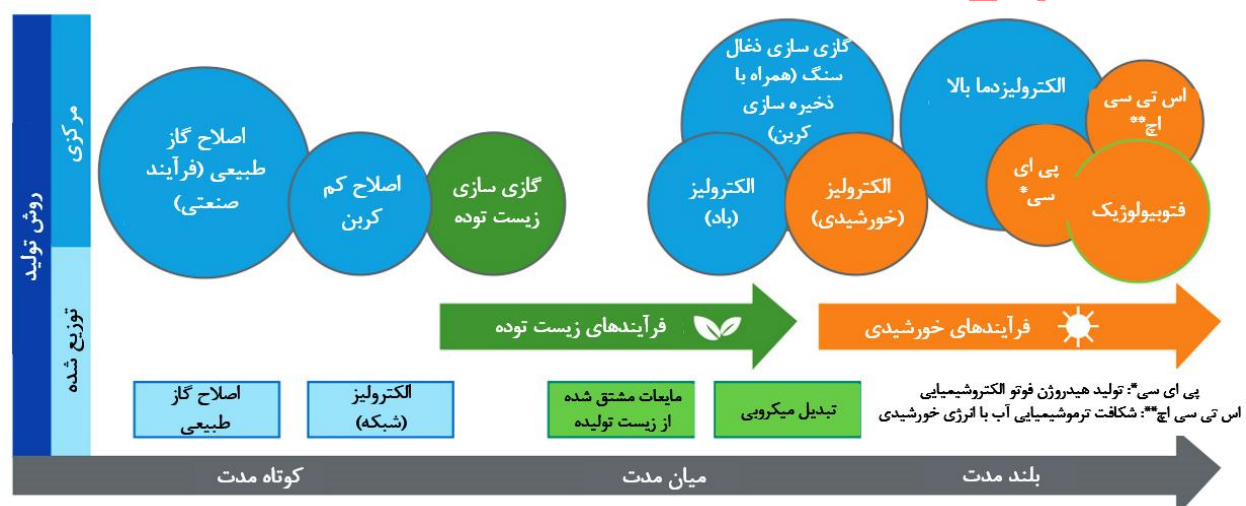 روش تولید
مرکزی
توزیع شده
اصلاح گاز
طبیعی (فرآیند
صنعتی)
اصلاح کم
کربن
گازی سازی
زیست توده
گازی سازی ذغال
سنگ (همراه با
ذخیره سازی
کربن)
الکترولیز
(باد)
الکترولیز
(خورشیدی)
الکترولیزدما بالا
پی ای
سی*
اس تی سی
اچ**
فتوبیولوژیک
فرآیندهای زیست توده
فرآیندهای خورشیدی
اصلاح گاز
طبیعی
الکترولیز
(شبکه)
مایعات مشتق شده
از زیست تولیده
تبدیل میکروبی
پی ای سی*: تولید هیدروژن فوتو الکتروشیمیایی
اس تی سی اچ**: شکافت ترموشیمیایی آب با انرژی خورشیدی
کوتاه مدت
میان مدت
بلند مدت